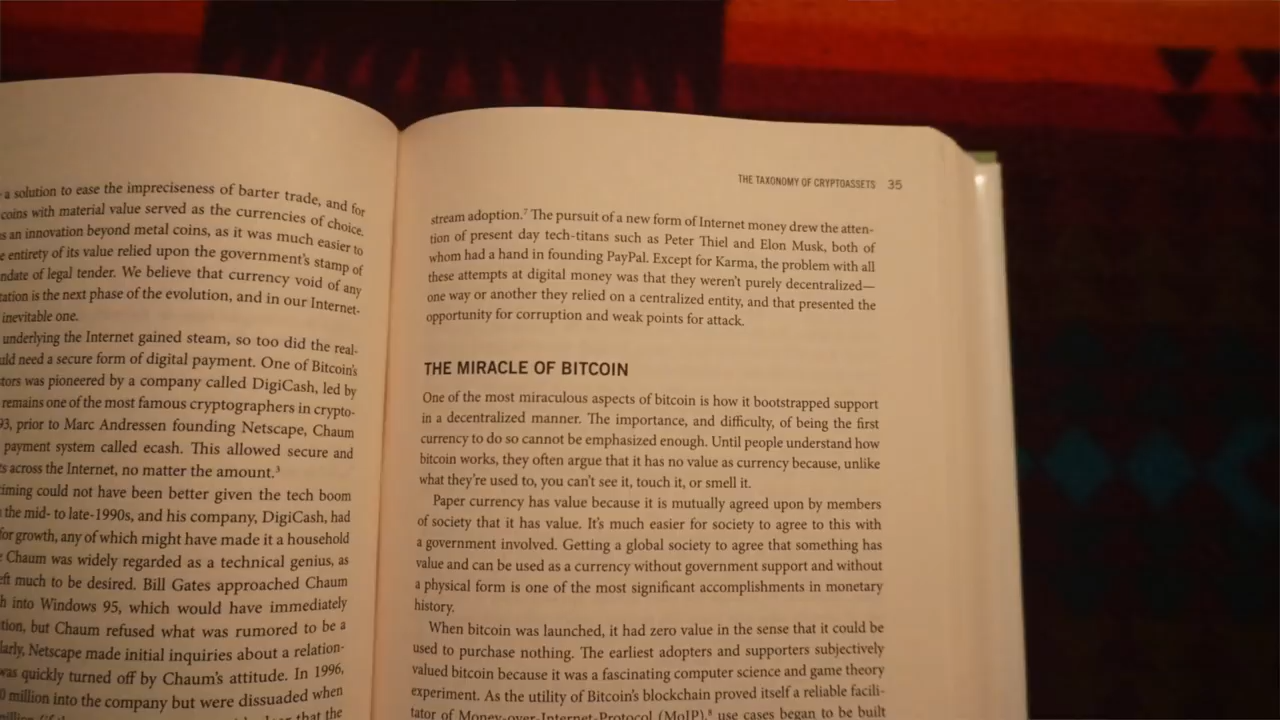 a solution to ease the impreciseness of barter trade, and for
coins with material value served as the currencies of choice.
s an innovation beyond metal coins, as it was much easier to
e entirety of its value relied upon the government's stamp of
ndate of legal tender. We believe that currency void of any
tation is the next phase of the evolution, and in our Internet-
inevitable one.
underlying the Internet gained steam, so too did the real-
uld need a secure form of digital payment. One of Bitcoin's
tors was pioneered by a company called DigiCash, led by
remains one of the most famous cryptographers in crypto-
93, prior to Marc Andressen founding Netscape, Chaum
payment system called ecash. This allowed secure and
ts across the Internet, no matter the amount.³
iming could not have been better given the tech boom
the mid- to late-1990s, and his company, DigiCash, had
for growth, any of which might have made it a household
Chaum was widely regarded as a technical genius, as
eft much to be desired. Bill Gates approached Chaum
h into Windows 95, which would have immediately
tion, but Chaum refused what was rumored to be a
larly, Netscape made initial inquiries about a relation-
was quickly turned off by Chaum's attitude. In 1996,
0 million into the company but were dissuaded when
that the
THE TAXONOMY OF CRYPTOASSETS 35
stream adoption.⁷ The pursuit of a new form of Internet money drew the atten-
tion of present day tech-titans such as Peter Thiel and Elon Musk, both of
whom had a hand in founding PayPal. Except for Karma, the problem with all
these attempts at digital money was that they weren't purely decentralized—
one way or another they relied on a centralized entity, and that presented the
opportunity for corruption and weak points for attack.
THE MIRACLE OF BITCOIN
One of the most miraculous aspects of bitcoin is how it bootstrapped support
in a decentralized manner. The importance, and difficulty, of being the first
currency to do so cannot be emphasized enough. Until people understand how
bitcoin works, they often argue that it has no value as currency because, unlike
what they're used to, you can't see it, touch it, or smell it.
Paper currency has value because it is mutually agreed upon by members
of society that it has value. It's much easier for society to agree to this with
a government involved. Getting a global society to agree that something has
value and can be used as a currency without government support and without
a physical form is one of the most significant accomplishments in monetary
history.
When bitcoin was launched, it had zero value in the sense that it could be
used to purchase nothing. The earliest adopters and supporters subjectively
valued bitcoin because it was a fascinating computer science and game theory
experiment. As the utility of Bitcoin's blockchain proved itself a reliable facili-
tator of Money-over-Internet-Protocol (MoIP),⁸ use cases began to be built